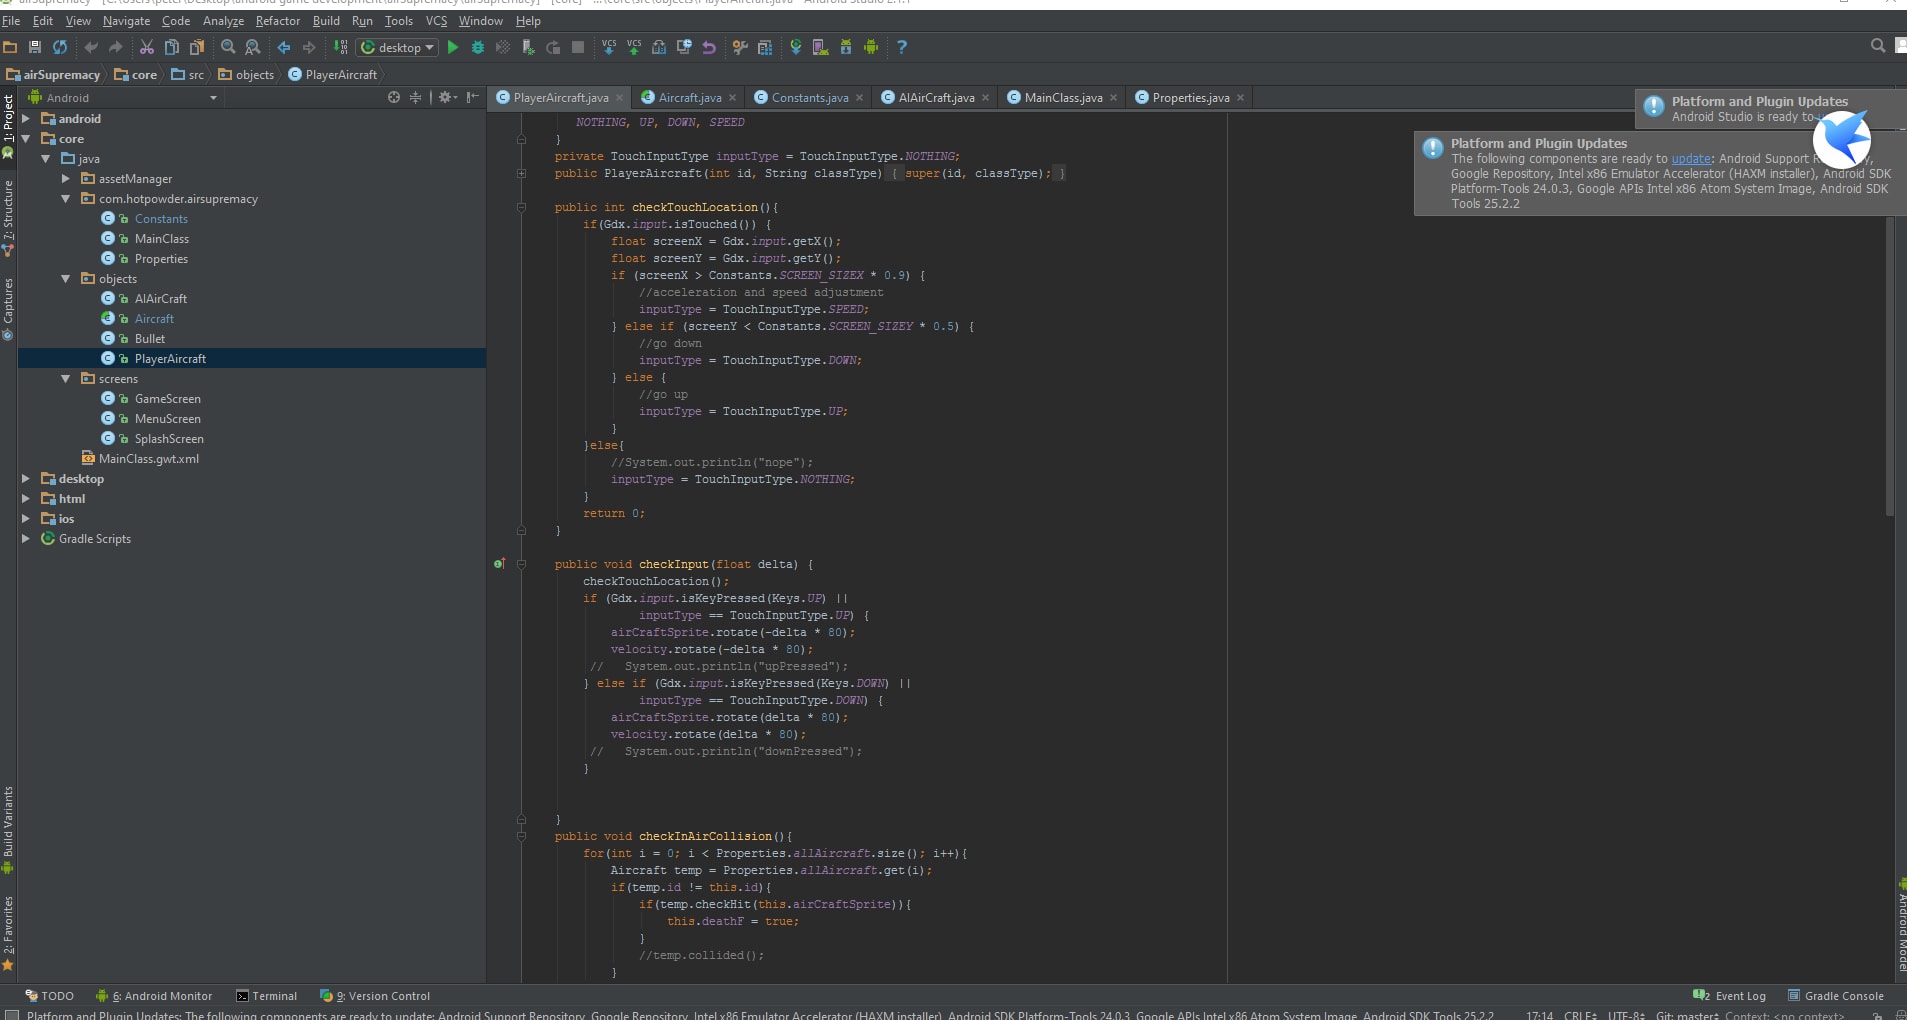 File Edit View Navigate Code Analyze Refactor Build Run Tools VCS Window Help
desktop
airSupremacy core src objects PlayerAircraft
Android
PlayerAircraft.java Aircraft.java Constants.java AIAirCraft.java MainClass.java Properties.java
1: Project
7: Structure
Captures
Build Variants
2: Favorites
android
core
java
assetManager
com.hotpowder.airsupremacy
Constants
MainClass
Properties
objects
AIAirCraft
Aircraft
Bullet
PlayerAircraft
screens
GameScreen
MenuScreen
SplashScreen
MainClass.gwt.xml
desktop
html
ios
Gradle Scripts
NOTHING, UP, DOWN, SPEED
}
private TouchInputType inputType = TouchInputType.NOTHING;
public PlayerAircraft(int id, String classType) { super(id, classType); }
public int checkTouchLocation(){
if(Gdx.input.isTouched()) {
float screenX = Gdx.input.getX();
float screenY = Gdx.input.getY();
if (screenX > Constants.SCREEN_SIZEX * 0.9) {
//acceleration and speed adjustment
inputType = TouchInputType.SPEED;
} else if (screenY < Constants.SCREEN_SIZEY * 0.5) {
//go down
inputType = TouchInputType.DOWN;
} else {
//go up
inputType = TouchInputType.UP;
}
}else{
//System.out.println("nope");
inputType = TouchInputType.NOTHING;
}
return 0;
}
public void checkInput(float delta) {
checkTouchLocation();
if (Gdx.input.isKeyPressed(Keys.UP) ||
inputType == TouchInputType.UP) {
airCraftSprite.rotate(-delta * 80);
velocity.rotate(-delta * 80);
// System.out.println("upPressed");
} else if (Gdx.input.isKeyPressed(Keys.DOWN) ||
inputType == TouchInputType.DOWN) {
airCraftSprite.rotate(delta * 80);
velocity.rotate(delta * 80);
// System.out.println("downPressed");
}
}
public void checkInAirCollision(){
for(int i = 0; i < Properties.allAircraft.size(); i++){
Aircraft temp = Properties.allAircraft.get(i);
if(temp.id != this.id){
if(temp.checkHit(this.airCraftSprite)){
this.deathF = true;
}
//temp.collided();
}
Platform and Plugin Updates
Android Studio is ready to
Platform and Plugin Updates
The following components are ready to update: Android Support
Google Repository, Intel x86 Emulator Accelerator (HAXM installer), Android SDK
Platform-Tools 24.0.3, Google APIs Intel x86 Atom System Image, Android SDK
Tools 25.2.2
Android Model
TODO 6: Android Monitor Terminal 9: Version Control 2 Event Log Gradle Console
Platform and Plugin Updates: The following components are ready to update: Android Support Repository, Google Repository, Intel x86 Emulator Accelerator (HAXM installer), Android SDK Platform-Tools 24.0.3, Google APIs Intel x86 Atom System Image, Android SDK Tools 25.2.2 17:14 CRLF UTF-8 Git: master Context: <no context>